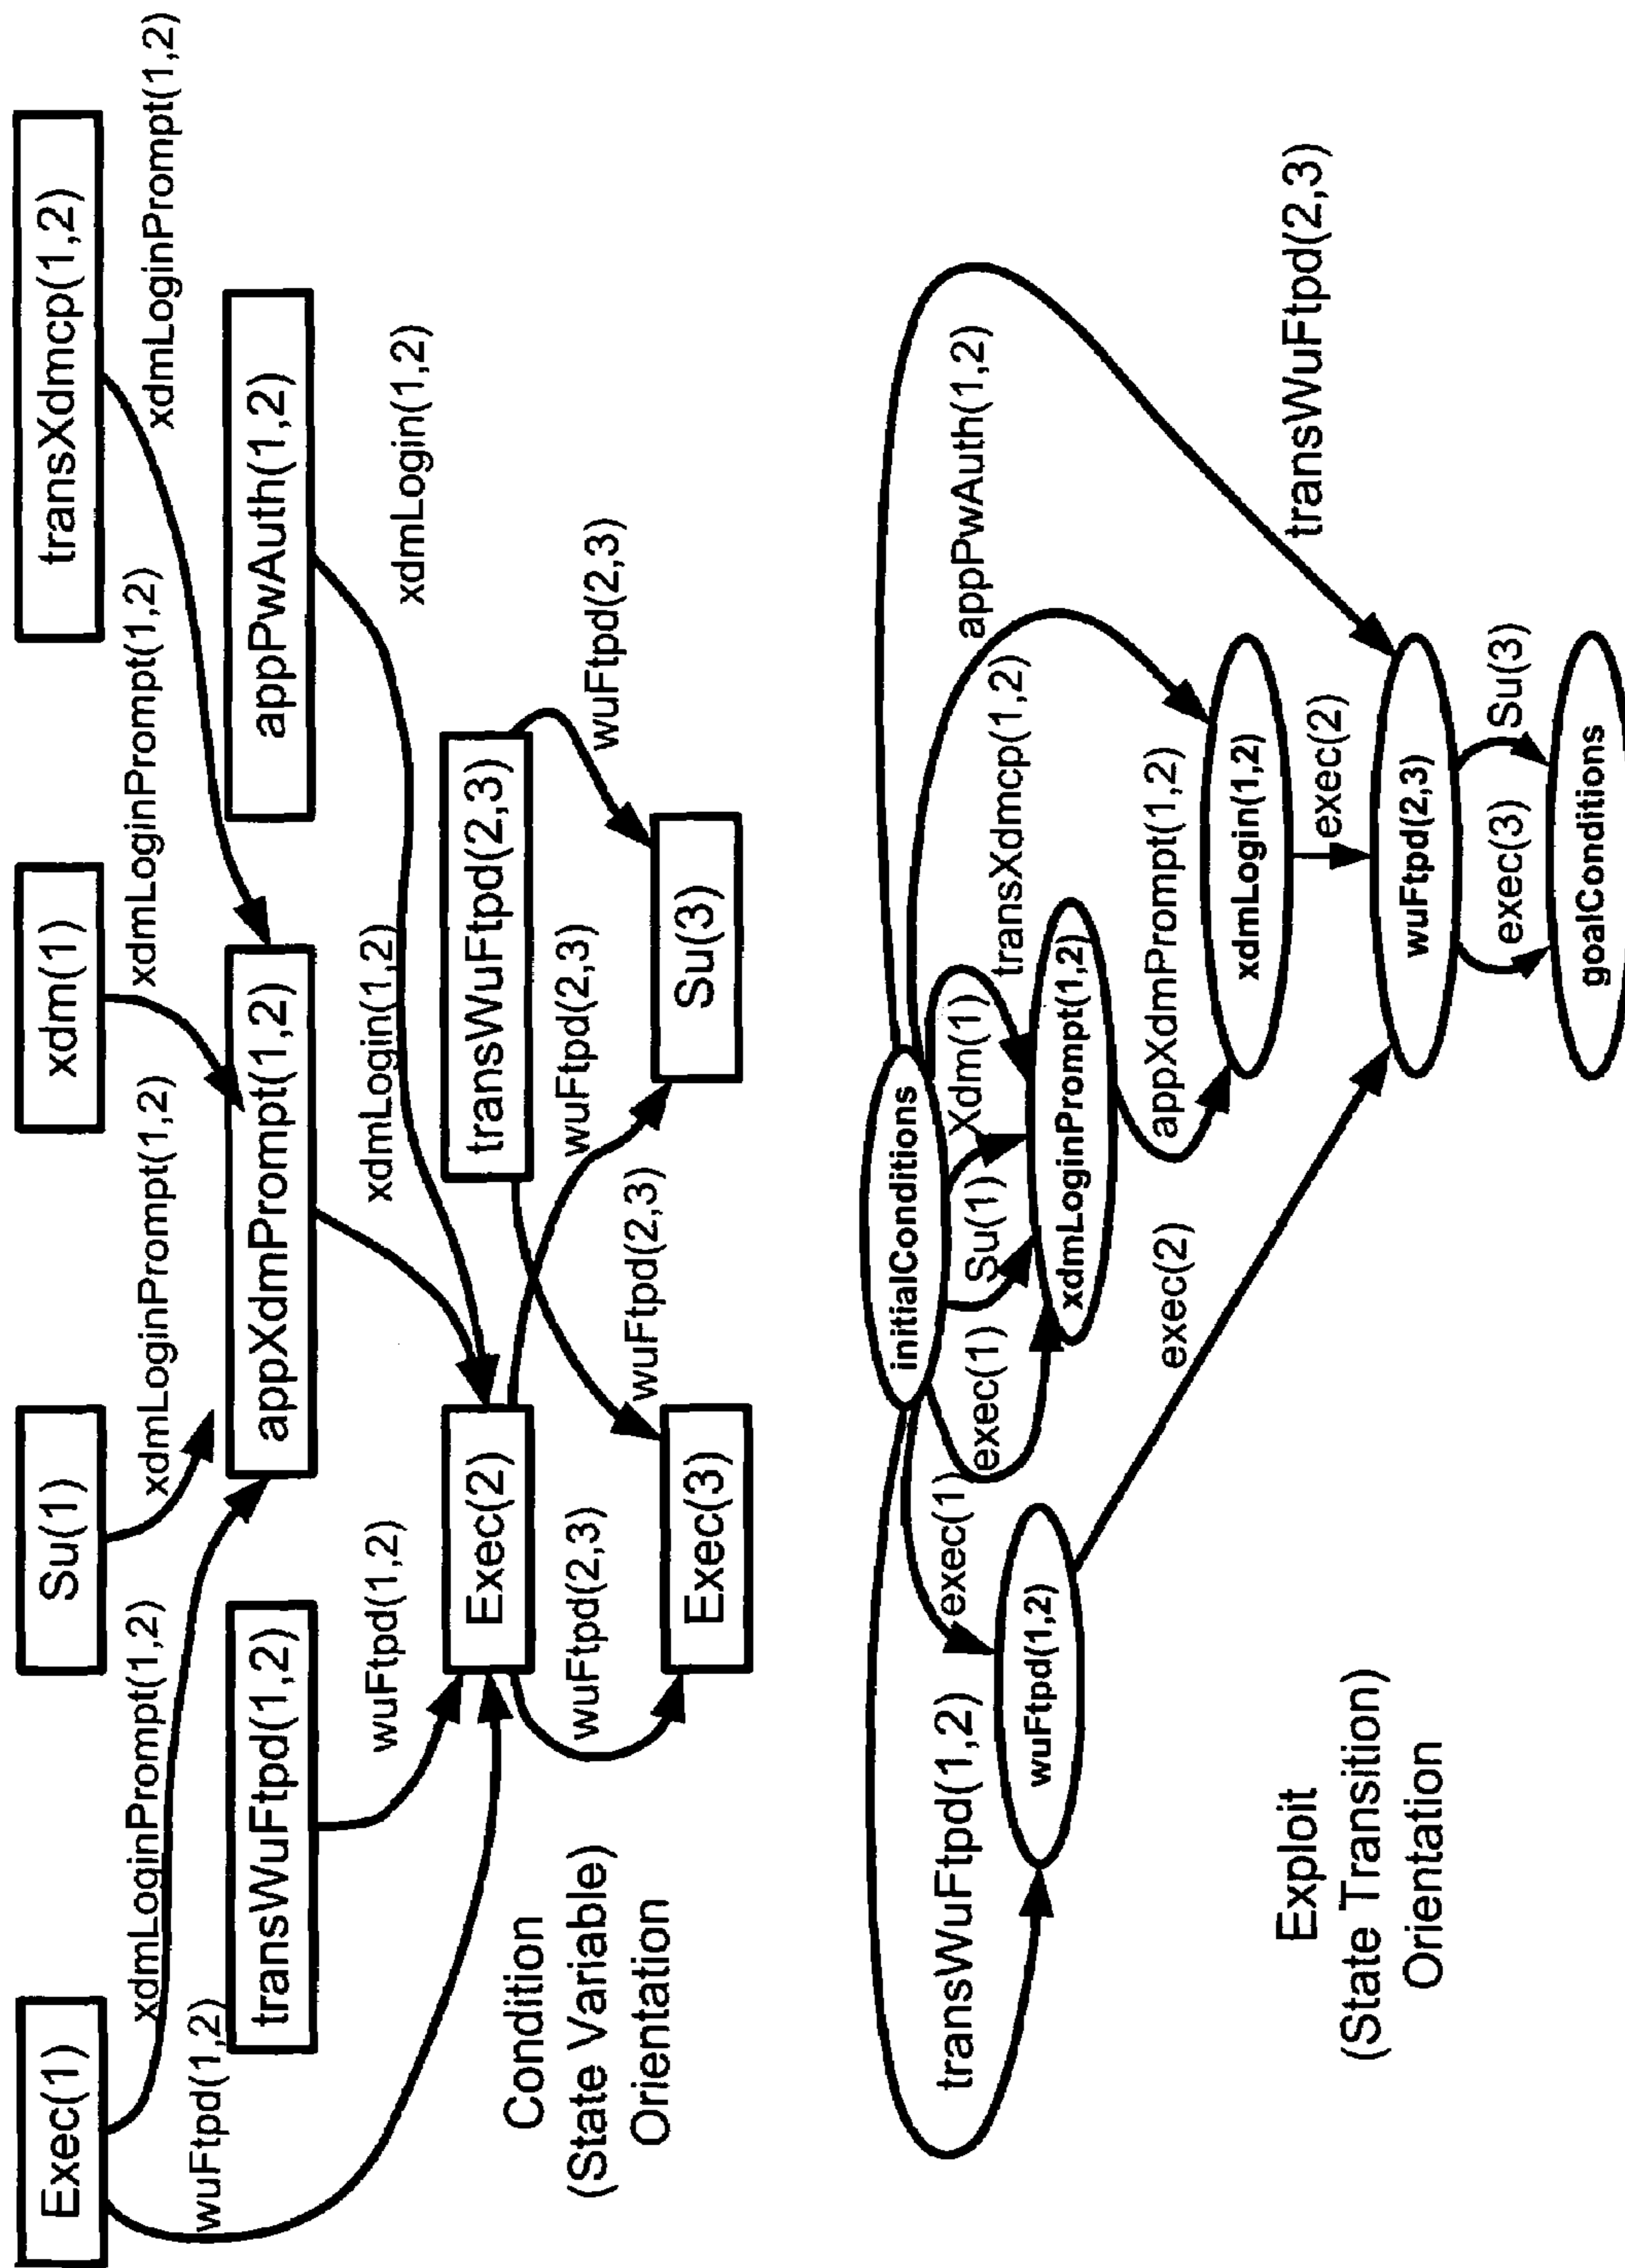 Exec(1)
Su(1)
xdm(1)
transXdmcp(1,2)
xdmLoginPrompt(1,2)
xdmLoginPrompt(1,2)
xdmLoginPrompt(1,2)
xdmLoginPrompt(1,2)
wuFtpd(1,2)
transWuFtpd(1,2)
appXdmPrompt(1,2)
appPwAuth(1,2)
wuFtpd(1,2)
xdmLogin(1,2)
xdmLogin(1,2)
Exec(2)
transWuFtpd(2,3)
wuFtpd(2,3)
wuFtpd(2,3)
wuFtpd(2,3)
wuFtpd(2,3)
Exec(3)
Su(3)
Condition
(State Variable)
Orientation
initialConditions
transWuFtpd(1,2)
exec(1)
exec(1)
Su(1)
Xdm(1)
transXdmcp(1,2)
appPwAuth(1,2)
wuFtpd(1,2)
xdmLoginPrompt(1,2)
appXdmPrompt(1,2)
exec(2)
xdmLogin(1,2)
exec(2)
transWuFtpd(2,3)
wuFtpd(2,3)
exec(3)
Su(3)
goalConditions
Exploit
(State Transition)
Orientation